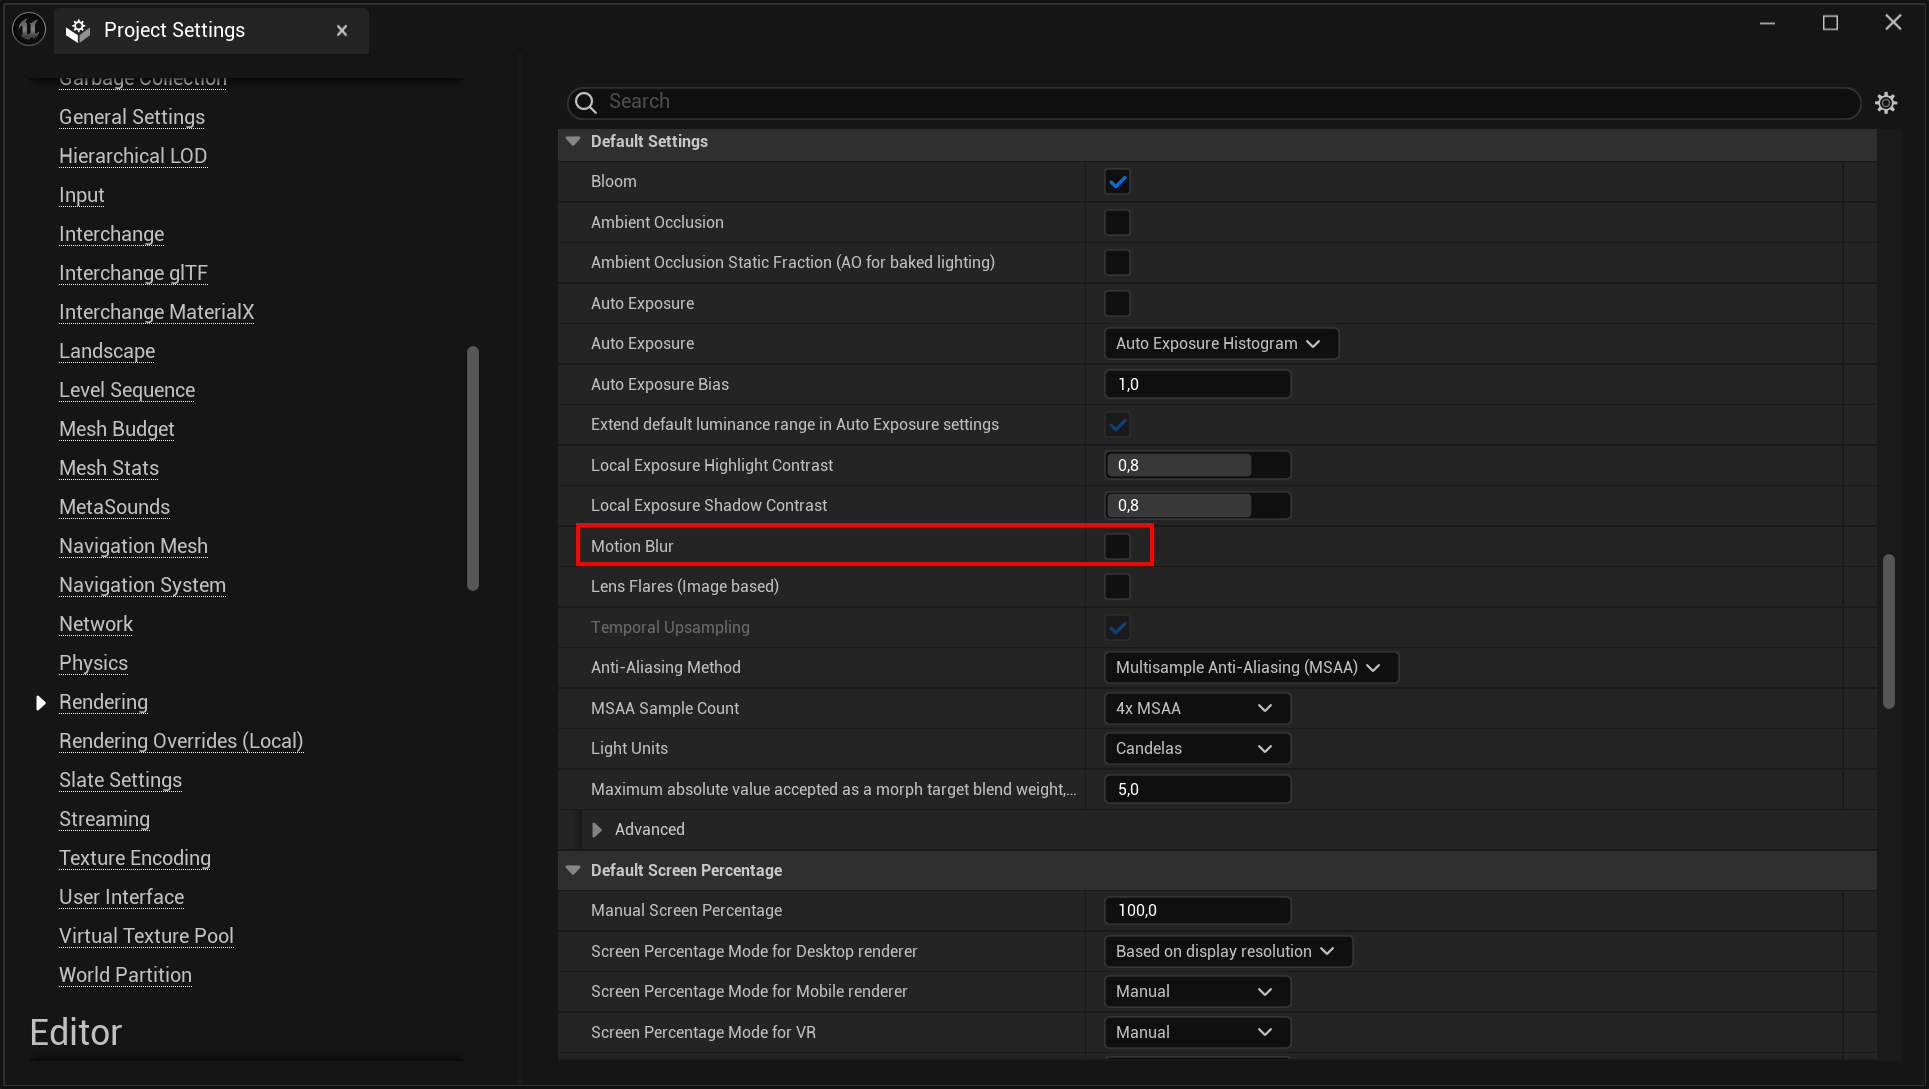 Project Settings
Garbage Collection
General Settings
Hierarchical LOD
Input
Interchange
Interchange glTF
Interchange MaterialX
Landscape
Level Sequence
Mesh Budget
Mesh Stats
MetaSounds
Navigation Mesh
Navigation System
Network
Physics
Rendering
Rendering Overrides (Local)
Slate Settings
Streaming
Texture Encoding
User Interface
Virtual Texture Pool
World Partition
Editor
Search
Default Settings
Bloom
Ambient Occlusion
Ambient Occlusion Static Fraction (AO for baked lighting)
Auto Exposure
Auto Exposure Auto Exposure Histogram
Auto Exposure Bias 1,0
Extend default luminance range in Auto Exposure settings
Local Exposure Highlight Contrast 0,8
Local Exposure Shadow Contrast 0,8
Motion Blur
Lens Flares (Image based)
Temporal Upsampling
Anti-Aliasing Method Multisample Anti-Aliasing (MSAA)
MSAA Sample Count 4x MSAA
Light Units Candelas
Maximum absolute value accepted as a morph target blend weight,... 5,0
Advanced
Default Screen Percentage
Manual Screen Percentage 100,0
Screen Percentage Mode for Desktop renderer Based on display resolution
Screen Percentage Mode for Mobile renderer Manual
Screen Percentage Mode for VR Manual